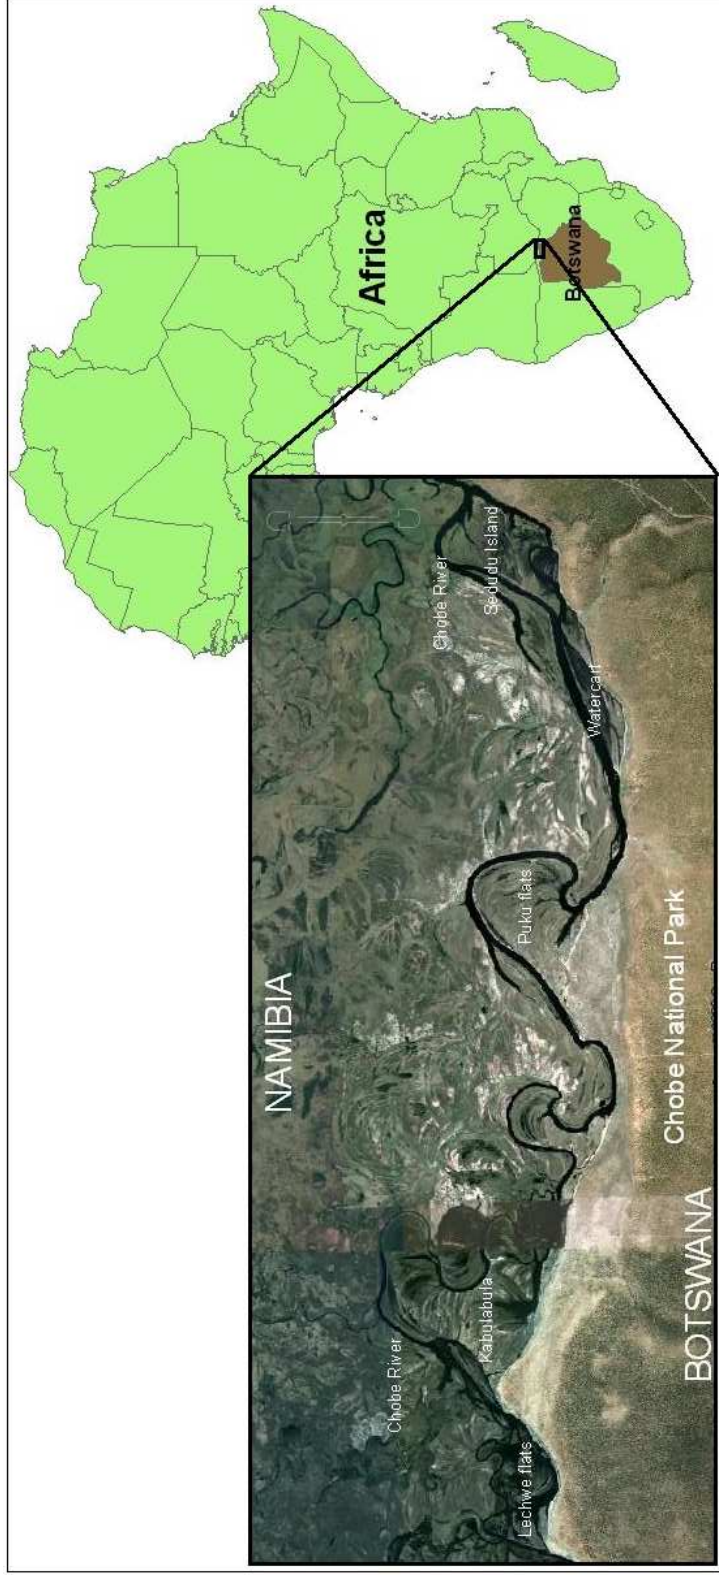 Africa
Botswana
NAMIBIA
Chobe River
Chobe River
Kabulabula
Sedudu Island
Lechwe flats
Puku flats
Watercart
Chobe National Park
BOTSWANA